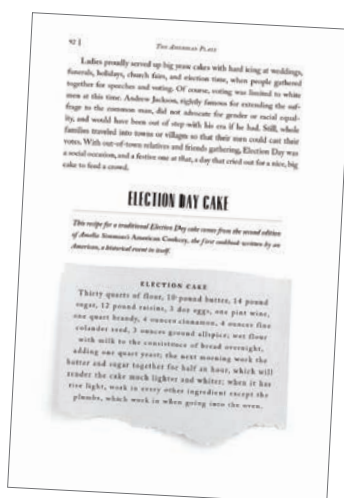 92 |
THE AMERICAN PLATE
Ladies proudly served up big yeast cakes with hard icing at weddings,
funerals, holidays, church fairs, and election time, when people gathered
together for speeches and voting. Of course, voting was limited to white
men at this time. Andrew Jackson, rightly famous for extending the suf-
frage to the common man, did not advocate for gender or racial equal-
ity, and would have been out of step with his era if he had. Still, whole
families traveled into towns or villages so that their men could cast their
votes. With out-of-town relatives and friends gathering, Election Day was
a social occasion, and a festive one at that, a day that cried out for a nice, big
cake to feed a crowd.
ELECTION DAY CAKE
This recipe for a traditional Election Day cake comes from the second edition
of Amelia Simmons's American Cookery, the first cookbook written by an
American, a historical event in itself.
ELECTION CAKE
Thirty quarts of flour, 10 pound butter, 14 pound
sugar, 12 pound raisins, 3 doz eggs, one pint wine,
one quart brandy, 4 ounces cinnamon, 4 ounces fine
colander seed, 3 ounces ground allspice; wet flour
with milk to the consistence of bread overnight,
adding one quart yeast; the next morning work the
butter and sugar together for half an hour, which will
render the cake much lighter and whiter; when it has
rise light, work in every other ingredient except the
plumbs, which work in when going into the oven.